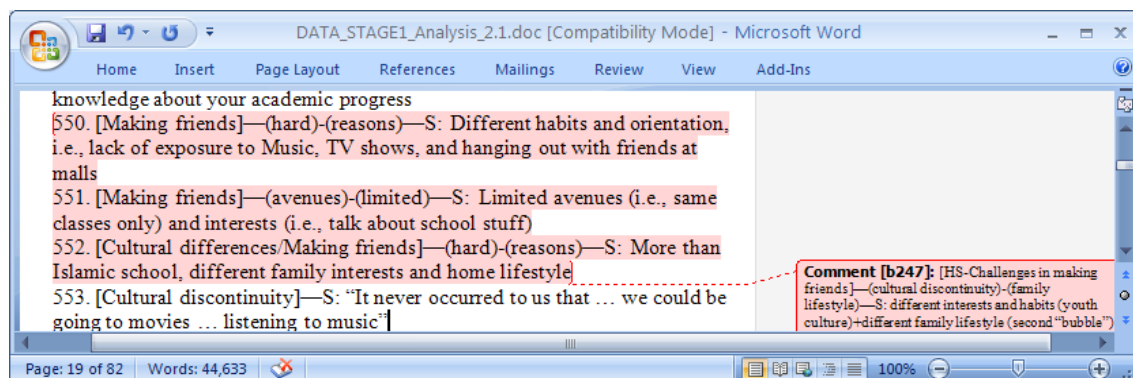 DATA_STAGE1_Analysis_2.1.doc [Compatibility Mode] - Microsoft Word
Home Insert Page Layout References Mailings Review View Add-Ins
knowledge about your academic progress
550. [Making friends]—(hard)-(reasons)—S: Different habits and orientation,
i.e., lack of exposure to Music, TV shows, and hanging out with friends at
malls
551. [Making friends]—(avenues)-(limited)—S: Limited avenues (i.e., same
classes only) and interests (i.e., talk about school stuff)
552. [Cultural differences/Making friends]—(hard)-(reasons)—S: More than
Islamic school, different family interests and home lifestyle
553. [Cultural discontinuity]—S: “It never occurred to us that … we could be
going to movies … listening to music”
Comment [b247]: [HS-Challenges in making
friends]—(cultural discontinuity)-(family
lifestyle)—S: different interests and habits (youth
culture)+different family lifestyle (second “bubble”)
Page: 19 of 82 Words: 44,633 100%